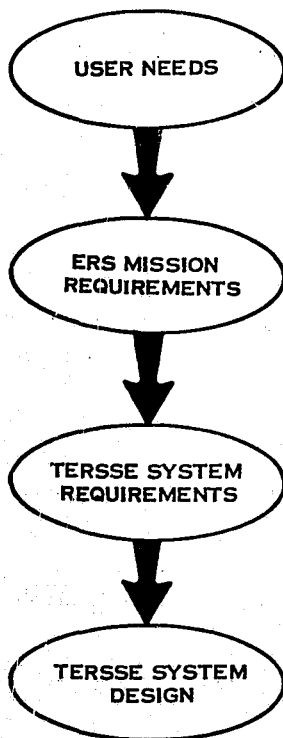 USER NEEDS
ERS MISSION
REQUIREMENTS
TERSSE SYSTEM
REQUIREMENTS
TERSSE SYSTEM
DESIGN